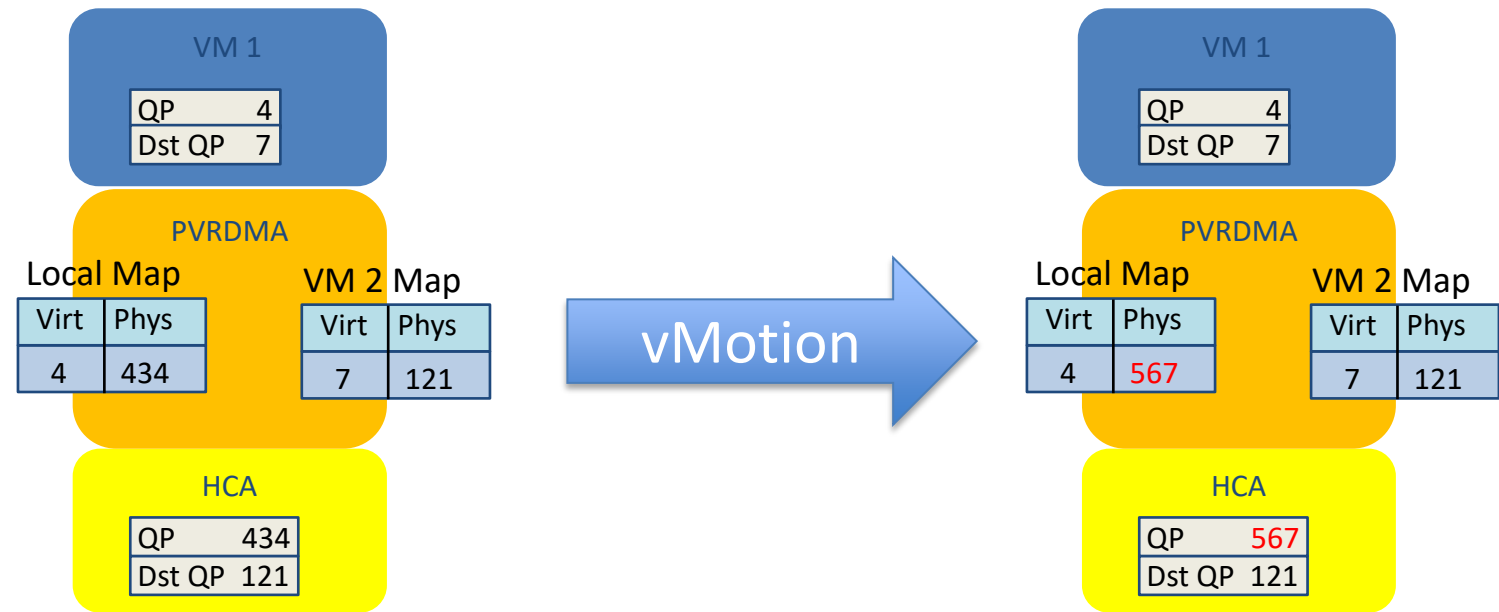 VM 1
QP 4
Dst QP 7
PVRDMA
Local Map
Virt Phys
4 434
VM 2 Map
Virt Phys
7 121
HCA
QP 434
Dst QP 121
vMotion
VM 1
QP 4
Dst QP 7
PVRDMA
Local Map
Virt Phys
4 567
VM 2 Map
Virt Phys
7 121
HCA
QP 567
Dst QP 121